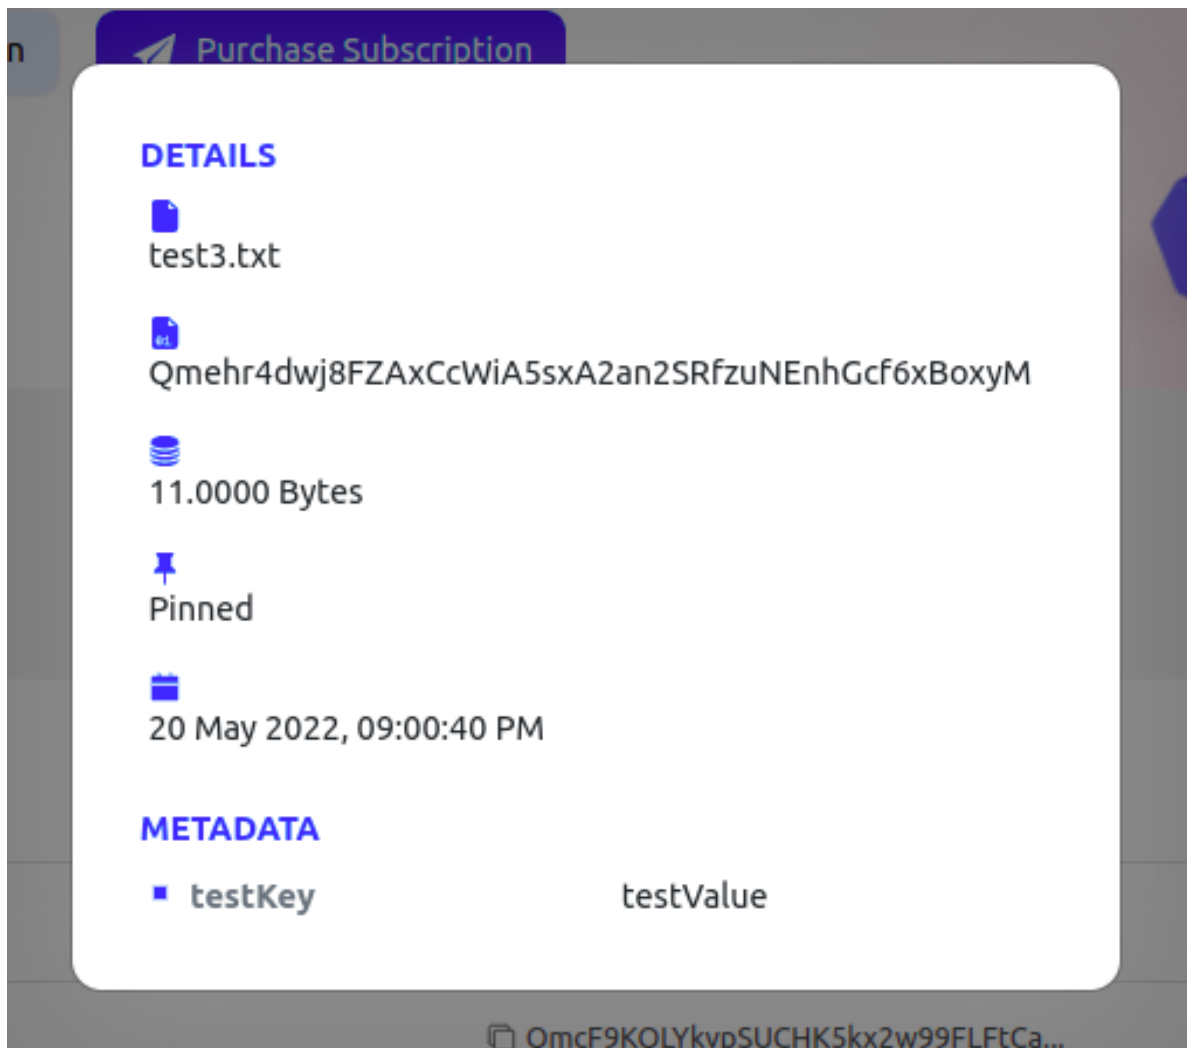 n
Purchase Subscription
DETAILS
test3.txt
Qmehr4dwj8FZAxCcWiA5sxA2an2SRfzuNEnhGcf6xBoxyM
11.0000 Bytes
Pinned
20 May 2022, 09:00:40 PM
METADATA
testKey testValue
QmcF9KQLYkvpSUCHK5kx2w99FLFtCa...